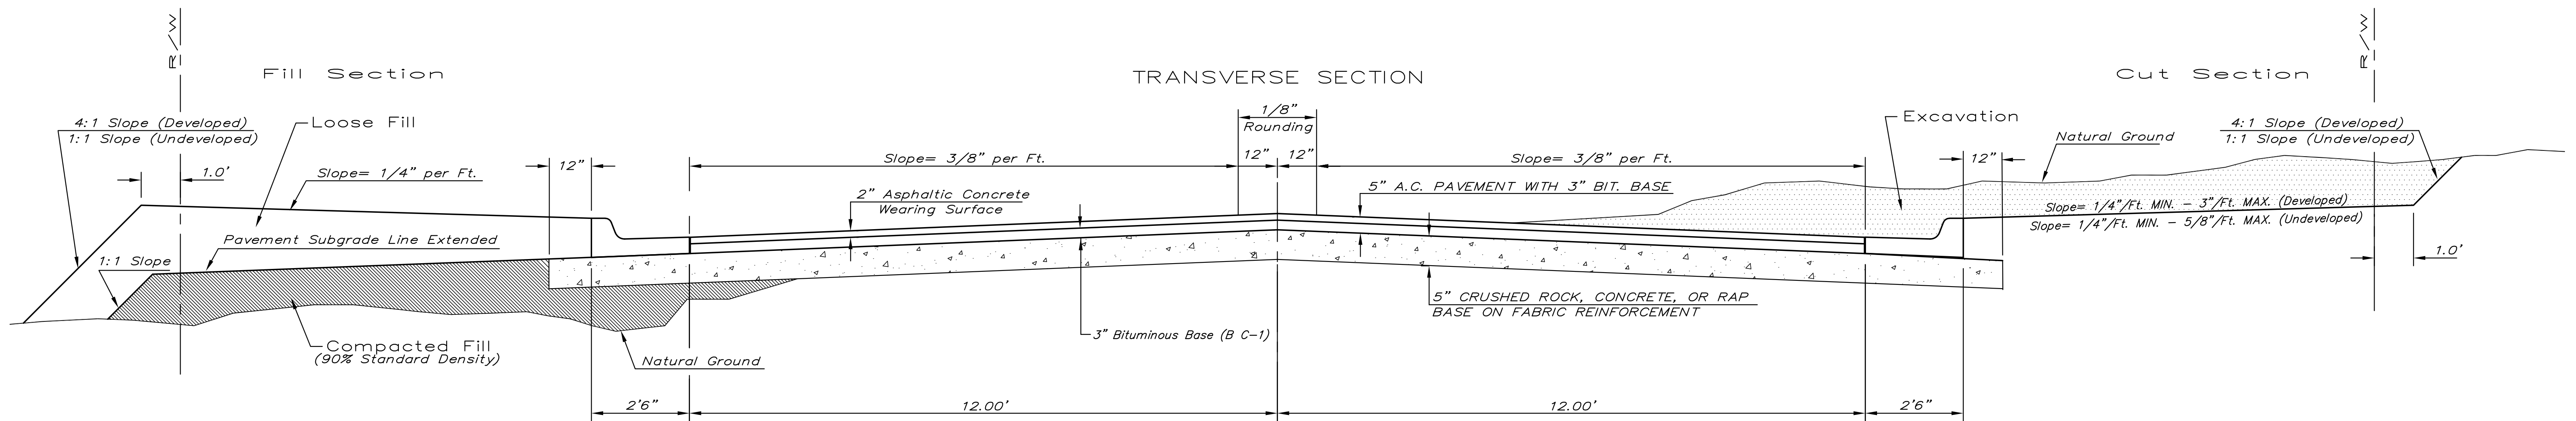 R/W
R/W
Fill Section
TRANSVERSE SECTION
Cut Section
4:1 Slope (Developed)
1:1 Slope (Undeveloped)
Loose Fill
1.0'
Slope= 1/4" per Ft.
12"
Slope= 3/8" per Ft.
1/8"
Rounding
12"
12"
Slope= 3/8" per Ft.
Excavation
Natural Ground
4:1 Slope (Developed)
1:1 Slope (Undeveloped)
12"
2" Asphaltic Concrete
Wearing Surface
5" A.C. PAVEMENT WITH 3" BIT. BASE
Slope= 1/4"/Ft. MIN. - 3"/Ft. MAX. (Developed)
Slope= 1/4"/Ft. MIN. - 5/8"/Ft. MAX. (Undeveloped)
1.0'
Pavement Subgrade Line Extended
1:1 Slope
5" CRUSHED ROCK, CONCRETE, OR RAP
BASE ON FABRIC REINFORCEMENT
3" Bituminous Base (B C-1)
Compacted Fill
(90% Standard Density)
Natural Ground
2'6"
12.00'
12.00'
2'6"